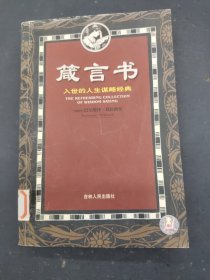 箴言书
入世的人生谋略经典
THE REFRESHING COLLECTION
OF WISDOM SAYING
吉林人民出版社